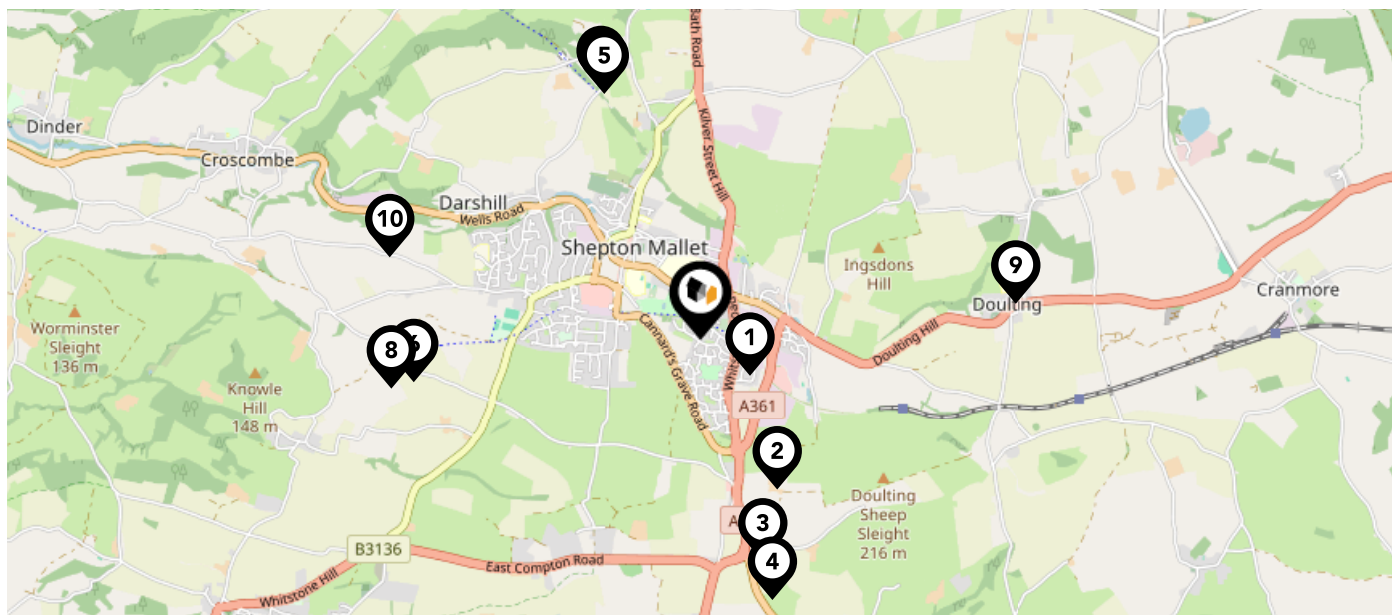 Bath Road
5
Dinder
Kilver Street Hill
Croscombe
Darshill
Wells Road
10
Shepton Mallet
Ingsdons
Hill
9
Doulting
Cranmore
Worminster
Sleight
136 m
8
6
1
Cannard's Grave Road
Doulting Hill
Knowle
Hill
148 m
A361
2
Doulting
Sheep
Sleight
216 m
3
B3136
4
East Compton Road
Whitstone Hill